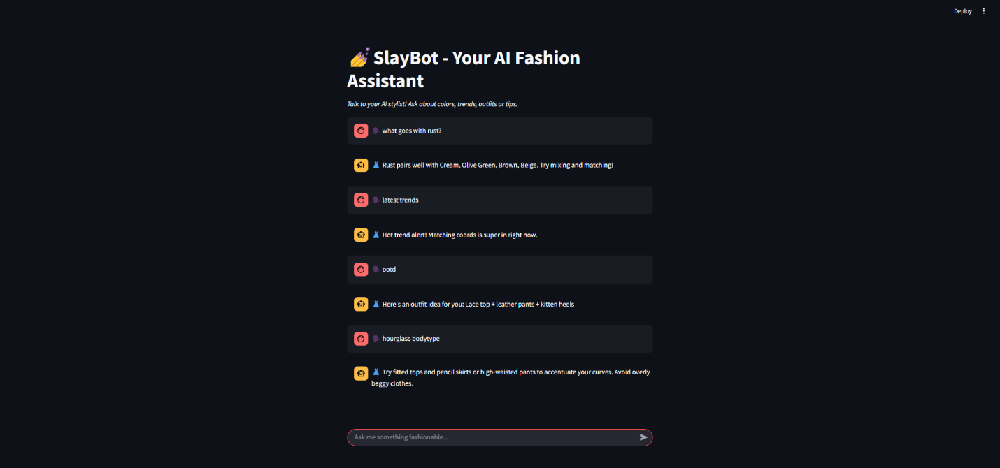 Deploy
💅 SlayBot - Your AI Fashion
Assistant
Talk to your AI stylist! Ask about colors, trends, outfits or tips.
what goes with rust?
👗 Rust pairs well with Cream, Olive Green, Brown, Beige. Try mixing and matching!
latest trends
👗 Hot trend alert! Matching coords is super in right now.
ootd
👗 Here's an outfit idea for you: Lace top + leather pants + kitten heels
hourglass bodytype
👗 Try fitted tops and pencil skirts or high-waisted pants to accentuate your curves. Avoid overly
baggy clothes.
Ask me something fashionable...